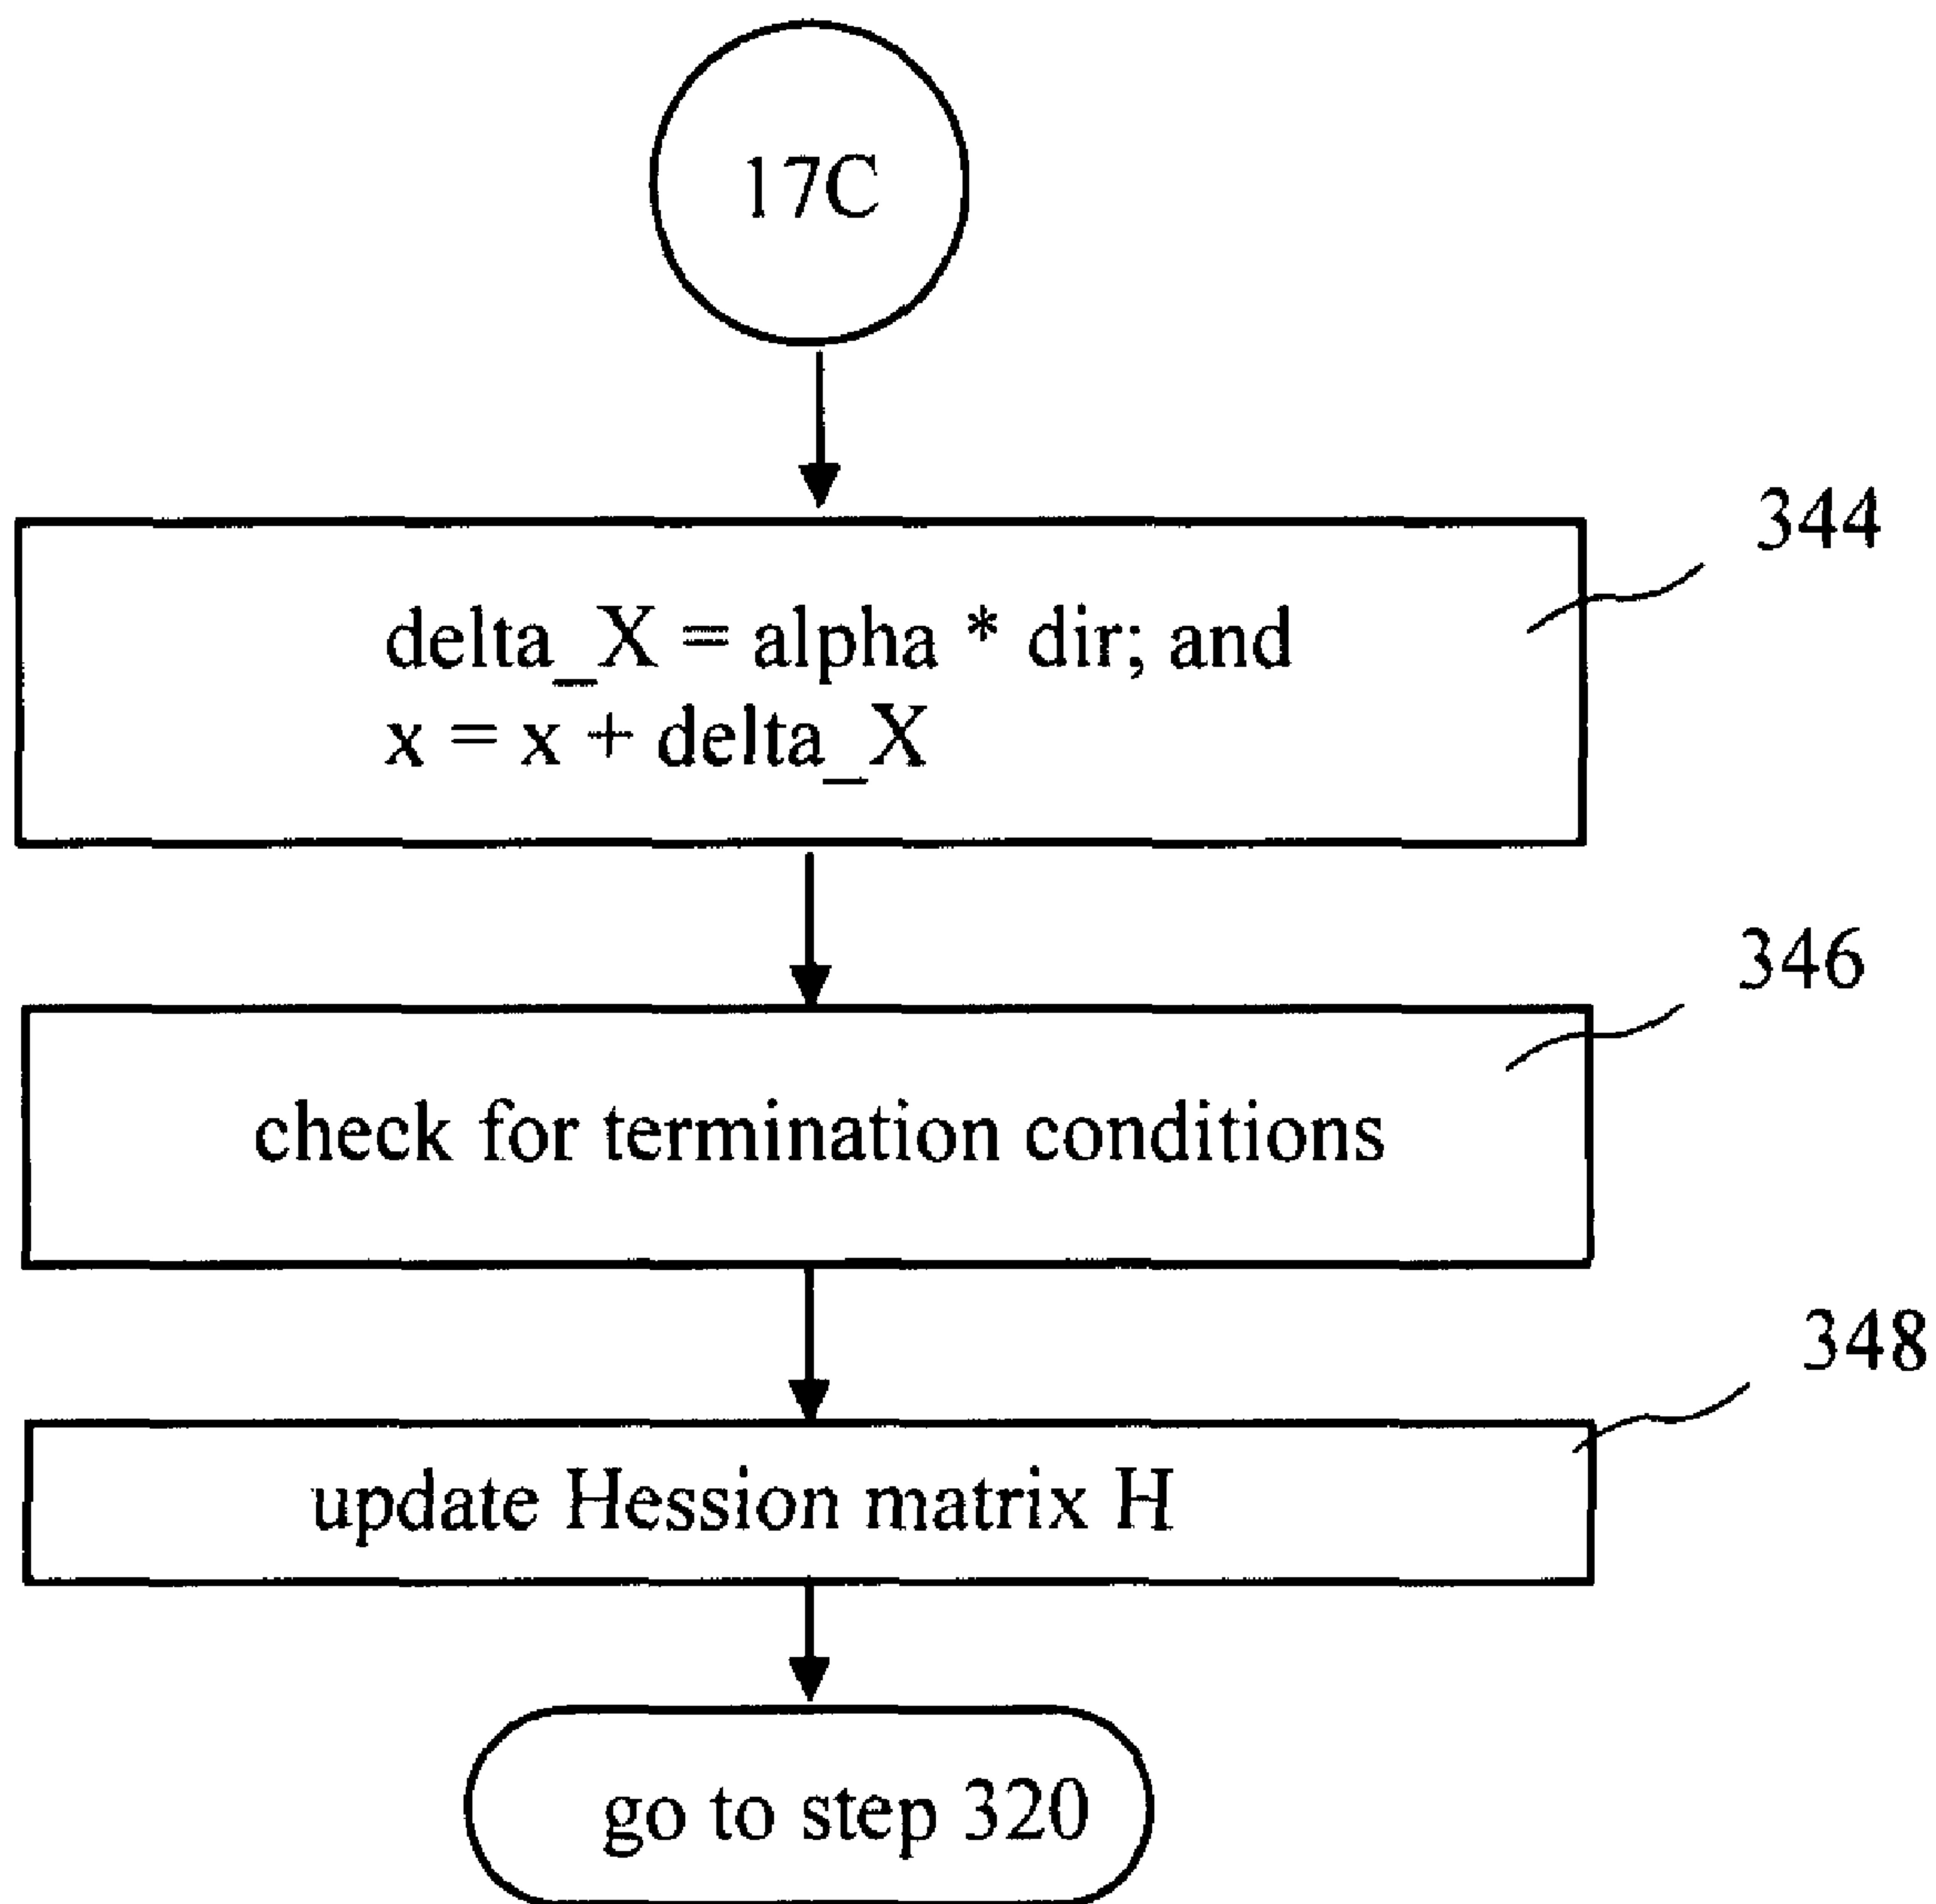 17C
344
delta_X = alpha * dir; and
x = x + delta_X
346
check for termination conditions
348
update Hession matrix H
go to step 320